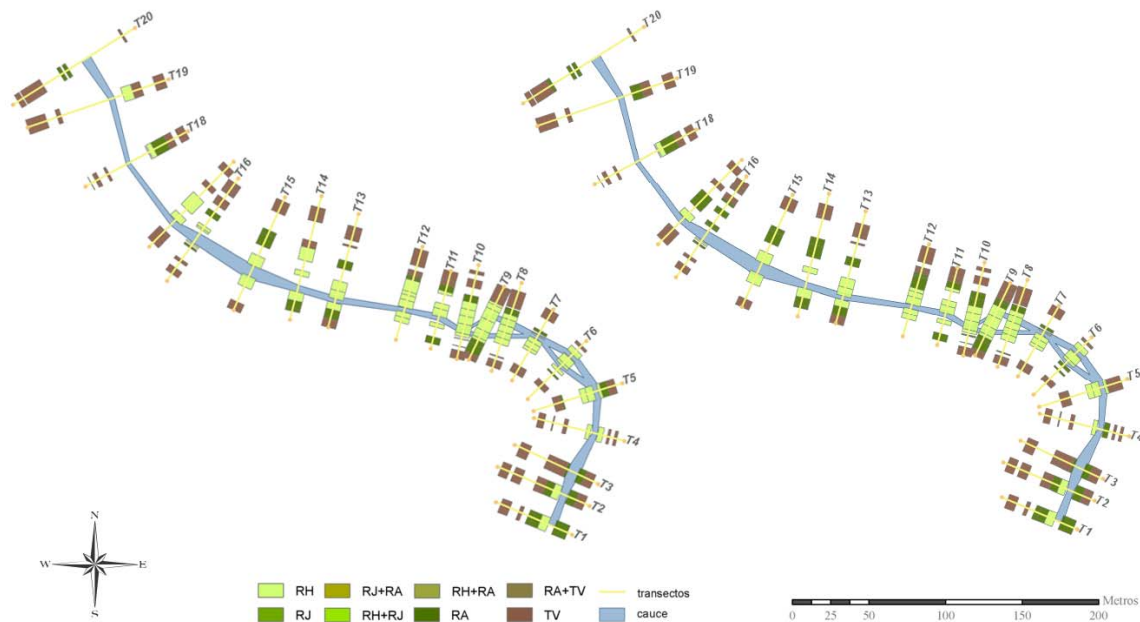 T20
T19
T18
T16
T15
T14
T13
T12
T11
T10
T9
T8
T7
T6
T5
T4
T3
T2
T1
T20
T19
T18
T16
T15
T14
T13
T12
T11
T10
T9
T8
T7
T6
T5
T4
T3
T2
T1
N
W E
S
RH RJ+RA RH+RA RA+TV transectos
RJ RH+RJ RA TV cauce
Metros
0 25 50 100 150 200